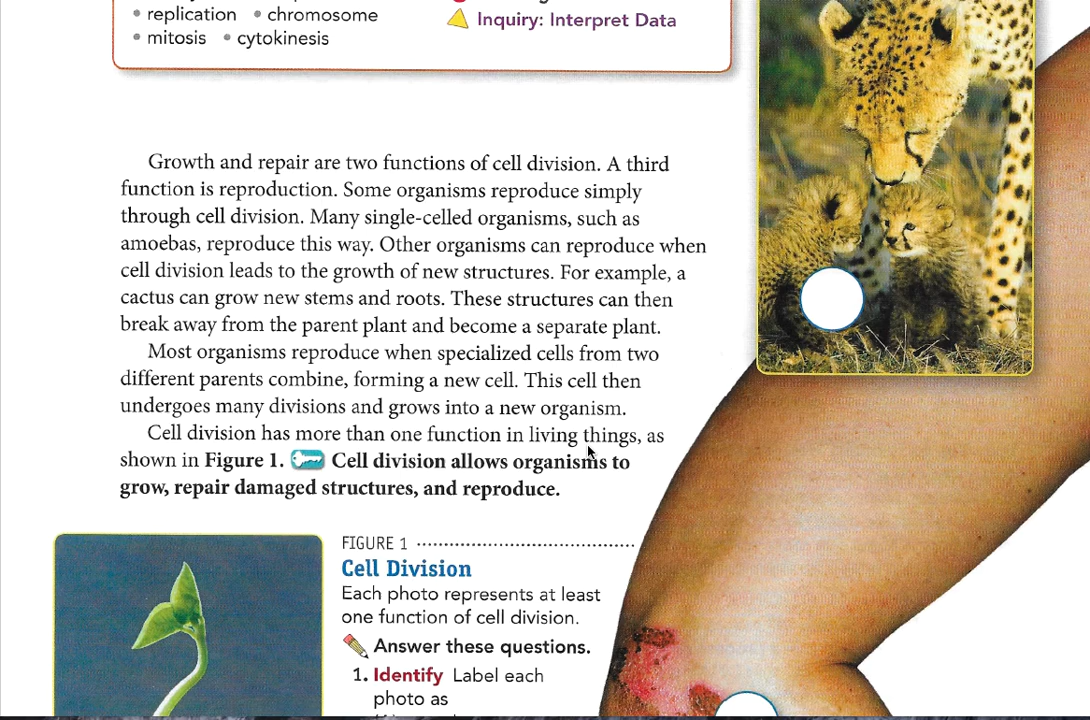 • replication • chromosome
• mitosis • cytokinesis
Inquiry: Interpret Data
Growth and repair are two functions of cell division. A third
function is reproduction. Some organisms reproduce simply
through cell division. Many single-celled organisms, such as
amoebas, reproduce this way. Other organisms can reproduce when
cell division leads to the growth of new structures. For example, a
cactus can grow new stems and roots. These structures can then
break away from the parent plant and become a separate plant.
Most organisms reproduce when specialized cells from two
different parents combine, forming a new cell. This cell then
undergoes many divisions and grows into a new organism.
Cell division has more than one function in living things, as
shown in Figure 1. Cell division allows organisms to
grow, repair damaged structures, and reproduce.
FIGURE 1
Cell Division
Each photo represents at least
one function of cell division.
Answer these questions.
1. Identify Label each
photo as